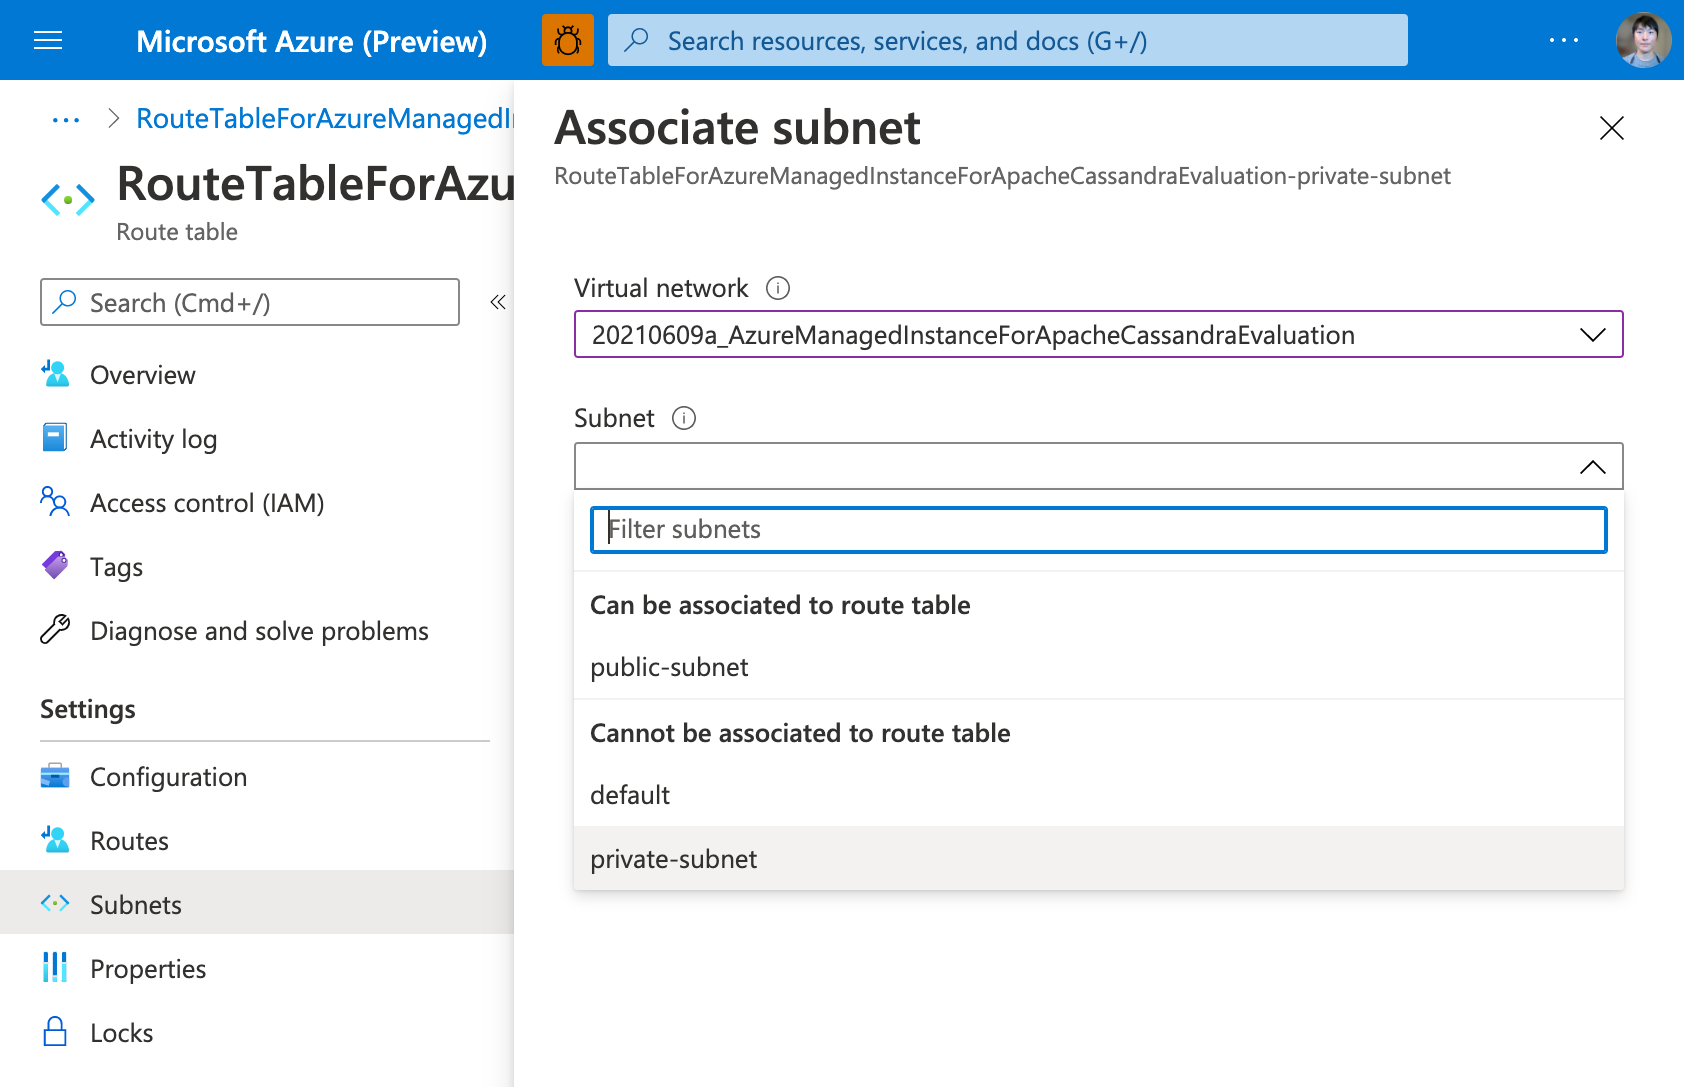 Microsoft Azure (Preview)
Search resources, services, and docs (G+/)
RouteTableForAzureManagedI
RouteTableForAzu
Route table
Search (Cmd+/)
Overview
Activity log
Access control (IAM)
Tags
Diagnose and solve problems
Settings
Configuration
Routes
Subnets
Properties
Locks
Associate subnet
RouteTableForAzureManagedInstanceForApacheCassandraEvaluation-private-subnet
Virtual network
20210609a_AzureManagedInstanceForApacheCassandraEvaluation
Subnet
Filter subnets
Can be associated to route table
public-subnet
Cannot be associated to route table
default
private-subnet